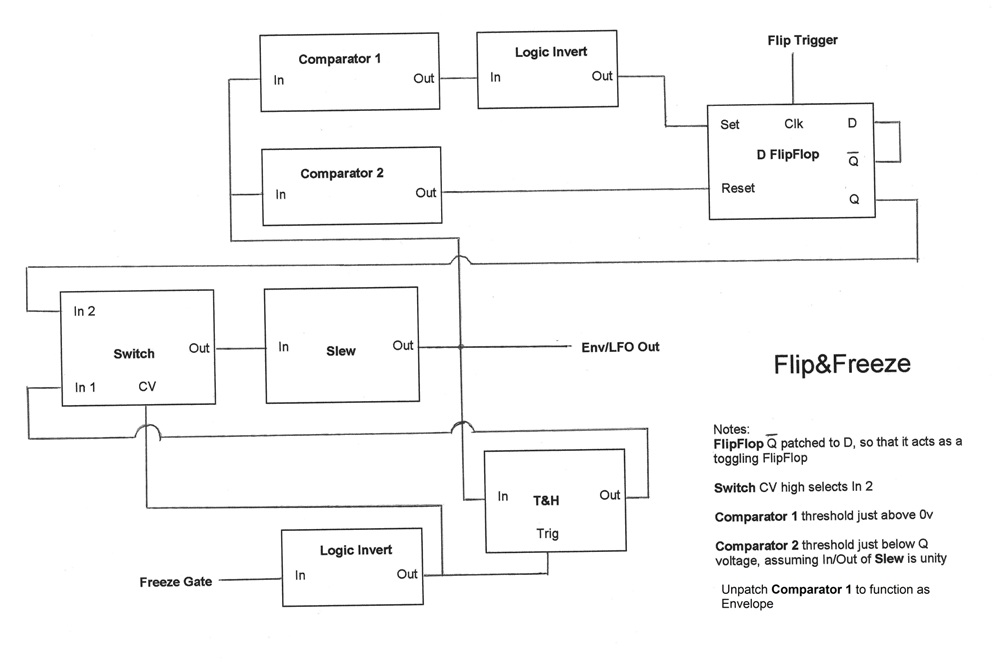 Comparator 1
In
Out
Logic Invert
In
Out
Flip Trigger
Set
Clk
D
D FlipFlop
Q
Reset
Q
Comparator 2
In
Out
In 2
Switch
Out
In 1
CV
In
Slew
Out
Env/LFO Out
Flip&Freeze
In
T&H
Out
Trig
Logic Invert
In
Out
Freeze Gate
Notes:
FlipFlop Q patched to D, so that it acts as a
toggling FlipFlop
Switch CV high selects In 2
Comparator 1 threshold just above 0v
Comparator 2 threshold just below Q
voltage, assuming In/Out of Slew is unity
Unpatch Comparator 1 to function as
Envelope